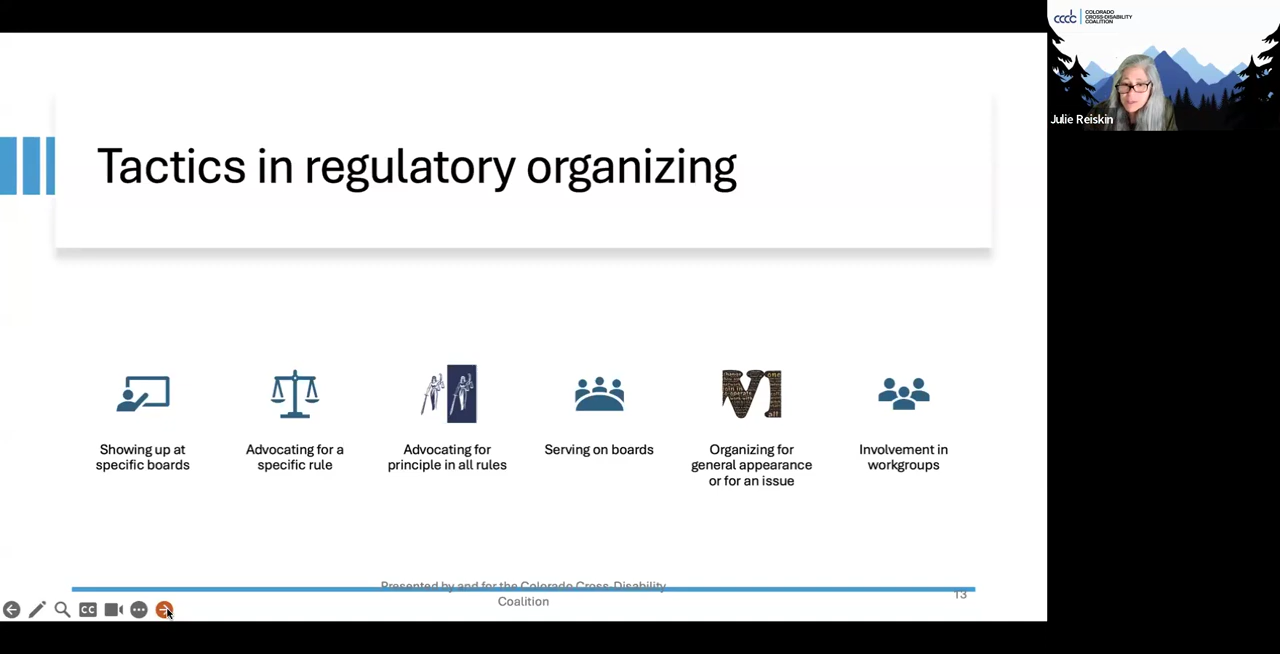 cccdc
COLORADO
CROSS-DISABILITY
COALITION
Julie Reiskin
Tactics in regulatory organizing
Showing up at
specific boards
Advocating for a
specific rule
Advocating for
principle in all rules
Serving on boards
Organizing for
general appearance
or for an issue
Involvement in
workgroups
Presented by and for the Colorado Cross-Disability
Coalition
13
CC